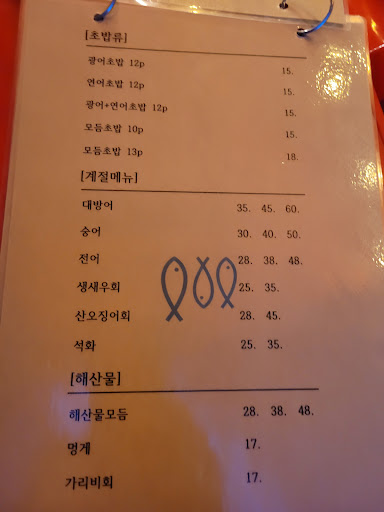 [초밥류]
광어초밥 12p 15.
연어초밥 12p 15.
광어+연어초밥 12p 15.
모듬초밥 10p 15.
모듬초밥 13p 18.
[계절메뉴]
대방어 35. 45. 60.
숭어 30. 40. 50.
전어 28. 38. 48.
생새우회 25. 35.
산오징어회 28. 45.
석화 25. 35.
[해산물]
해산물모듬 28. 38. 48.
멍게 17.
가리비회 17.